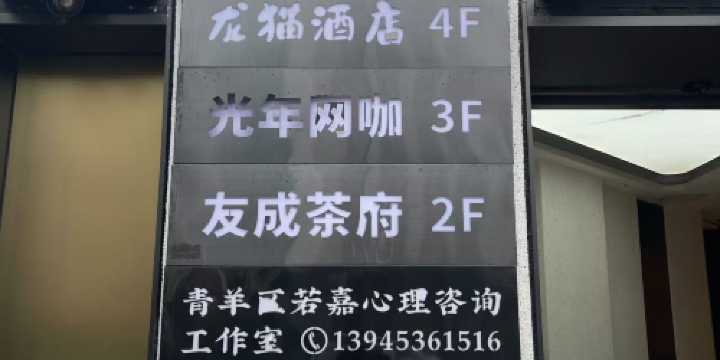 龙猫酒店 4F
光年网咖 3F
友成茶府 2F
青羊区若嘉心理咨询
工作室 13945361516